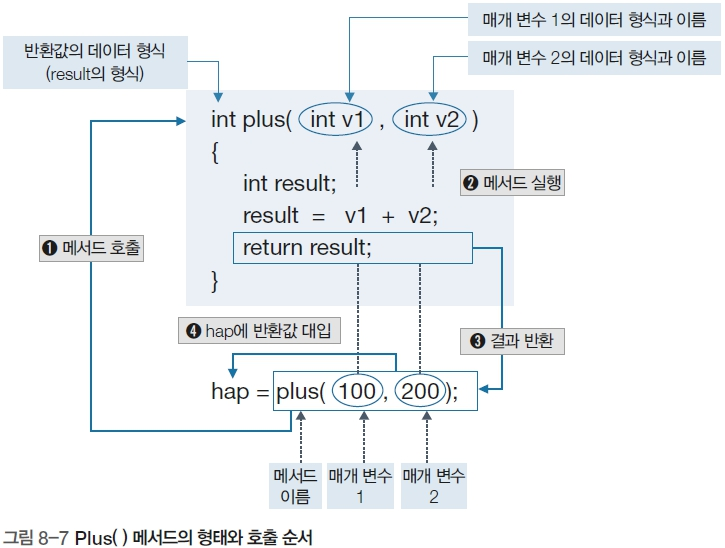 매개 변수 1의 데이터 형식과 이름
반환값의 데이터 형식
(result의 형식)
매개 변수 2의 데이터 형식과 이름
int plus( int v1 , int v2 )
{
int result;
❷ 메서드 실행
result = v1 + v2;
❶ 메서드 호출
return result;
}
❹ hap에 반환값 대입
❸ 결과 반환
hap = plus( 100, 200 );
메서드
이름
매개 변수
1
매개 변수
2
그림 8-7 Plus( ) 메서드의 형태와 호출 순서